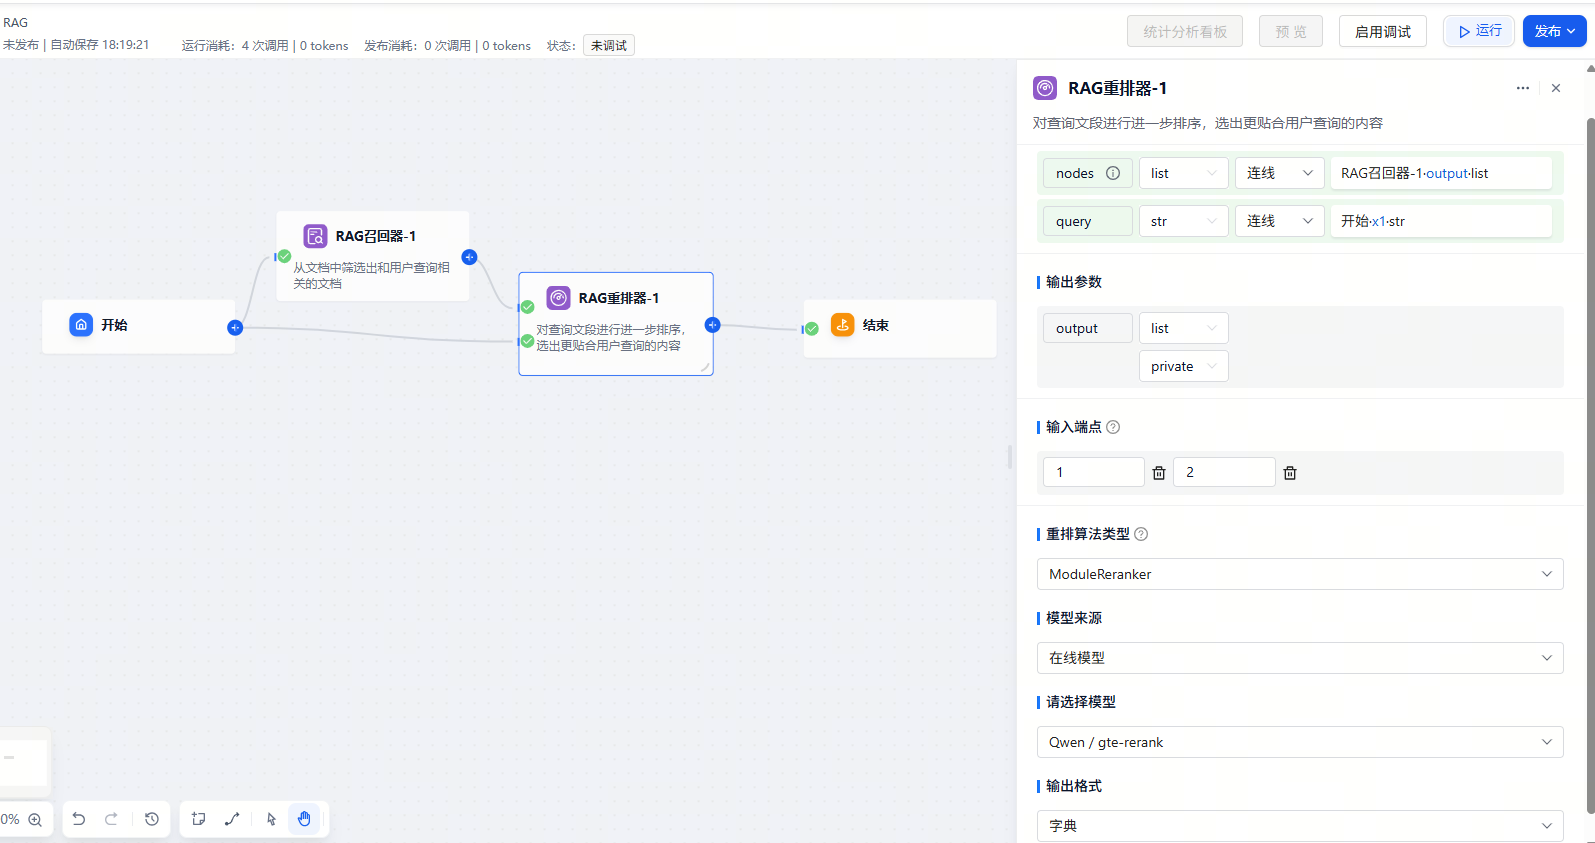 RAG
未发布 | 自动保存 18:19:21
运行消耗：4 次调用 | 0 tokens 发布消耗：0 次调用 | 0 tokens 状态：未调试
统计分析看板
预 览
启用调试
运行
发布
开始
RAG召回器-1
从文档中筛选出和用户查询相
关的文档
RAG重排器-1
对查询文段进行进一步排序，
选出更贴合用户查询的内容
结束
0%
RAG重排器-1
对查询文段进行进一步排序，选出更贴合用户查询的内容
nodes list 连线 RAG召回器-1·output·list
query str 连线 开始·x1·str
输出参数
output list
private
输入端点
1 2
重排算法类型
ModuleReranker
模型来源
在线模型
请选择模型
Qwen / gte-rerank
输出格式
字典